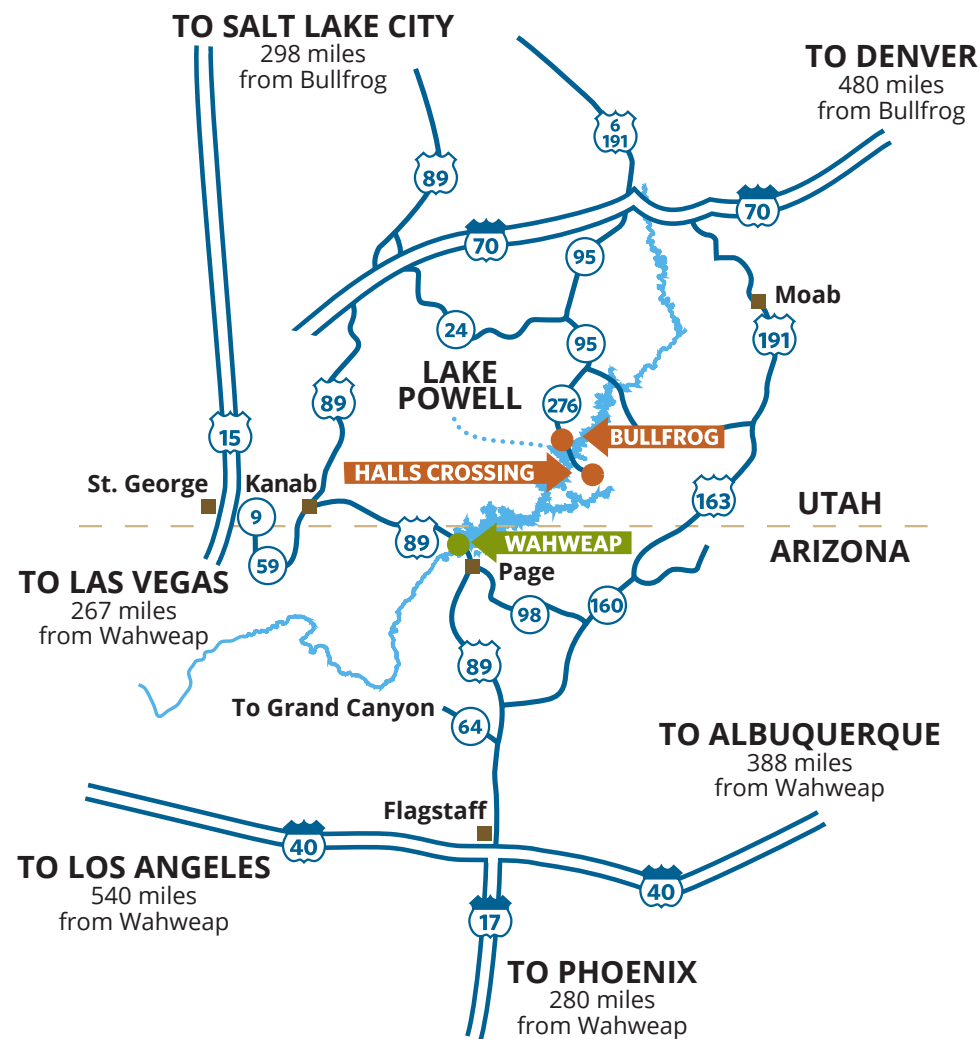 TO SALT LAKE CITY
298 miles
from Bullfrog
TO DENVER
480 miles
from Bullfrog
6
191
89
70
70
95
Moab
24
95
191
LAKE
POWELL
89
276
15
BULLFROG
HALLS CROSSING
St. George
Kanab
163
UTAH
9
89
WAHWEAP
ARIZONA
59
Page
TO LAS VEGAS
267 miles
from Wahweap
98
160
89
To Grand Canyon
64
TO ALBUQUERQUE
388 miles
from Wahweap
Flagstaff
40
TO LOS ANGELES
540 miles
from Wahweap
40
17
TO PHOENIX
280 miles
from Wahweap